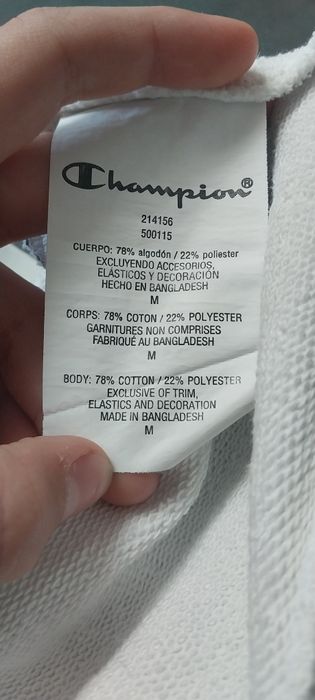 Champion®
214156
500115
CUERPO: 78% algodón / 22% poliester
EXCLUYENDO ACCESORIOS,
ELÁSTICOS Y DECORACIÓN
HECHO EN BANGLADESH
M
CORPS: 78% COTON / 22% POLYESTER
GARNITURES NON COMPRISES
FABRIQUÉ AU BANGLADESH
M
BODY: 78% COTTON / 22% POLYESTER
EXCLUSIVE OF TRIM,
ELASTICS AND DECORATION
MADE IN BANGLADESH
M